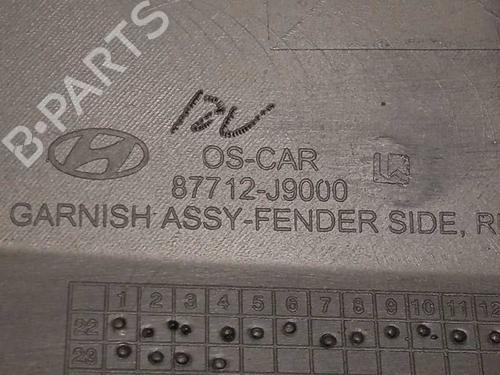 B-PARTS
OS-CAR
87712-J9000
GARNISH ASSY-FENDER SIDE,
1 2 3 4 5 6 7 8 9 10 11 12
22
23